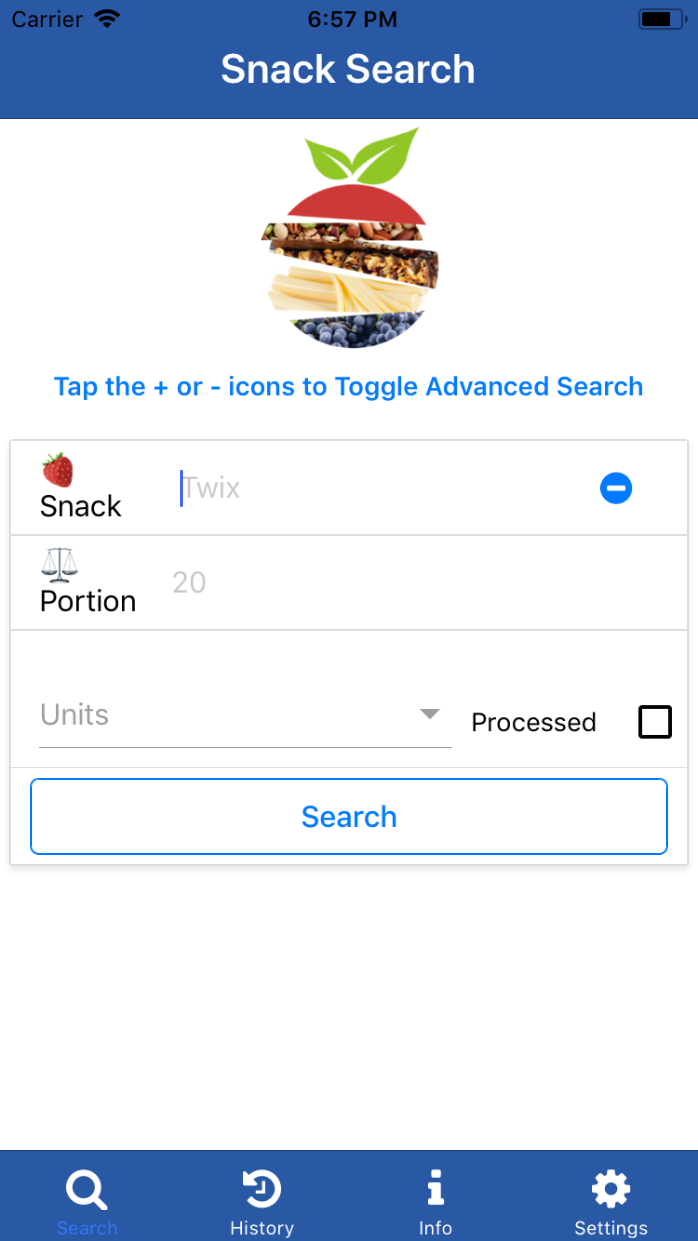 Carrier 6:57 PM
Snack Search
Tap the + or - icons to Toggle Advanced Search
Snack Twix
Portion 20
Units Processed
Search
Search History Info Settings